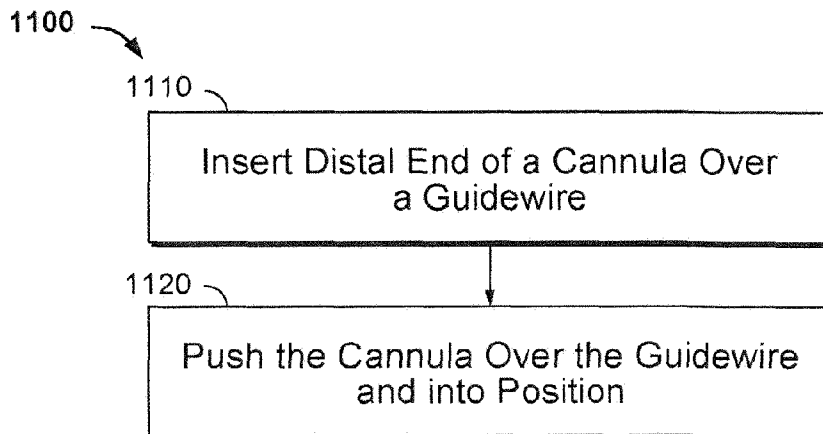 1100
1110
Insert Distal End of a Cannula Over
a Guidewire
1120
Push the Cannula Over the Guidewire
and into Position